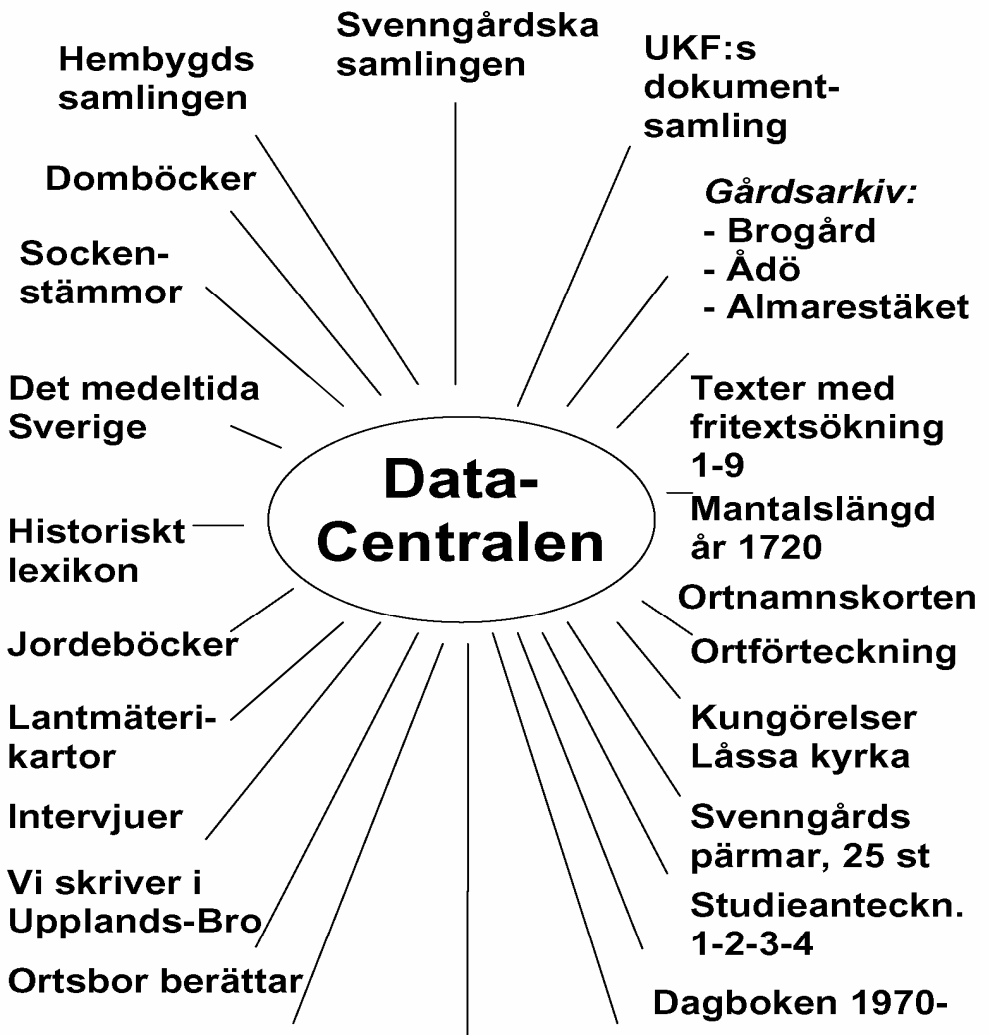 Svenngårdska
samlingen
Hembygds
samlingen
UKF:s
dokument-
samling
Domböcker
Gårdsarkiv:
- Brogård
- Ådö
- Almarestäket
Socken-
stämmor
Det medeltida
Sverige
Texter med
fritextsökning
1-9
Data-
Centralen
Historiskt
lexikon
Mantalslängd
år 1720
Ortnamnskorten
Jordeböcker
Ortförteckning
Lantmäteri-
kartor
Kungörelser
Låssa kyrka
Intervjuer
Svenngårds
pärmar, 25 st
Vi skriver i
Upplands-Bro
Studieanteckn.
1-2-3-4
Ortsbor berättar
Dagboken 1970-